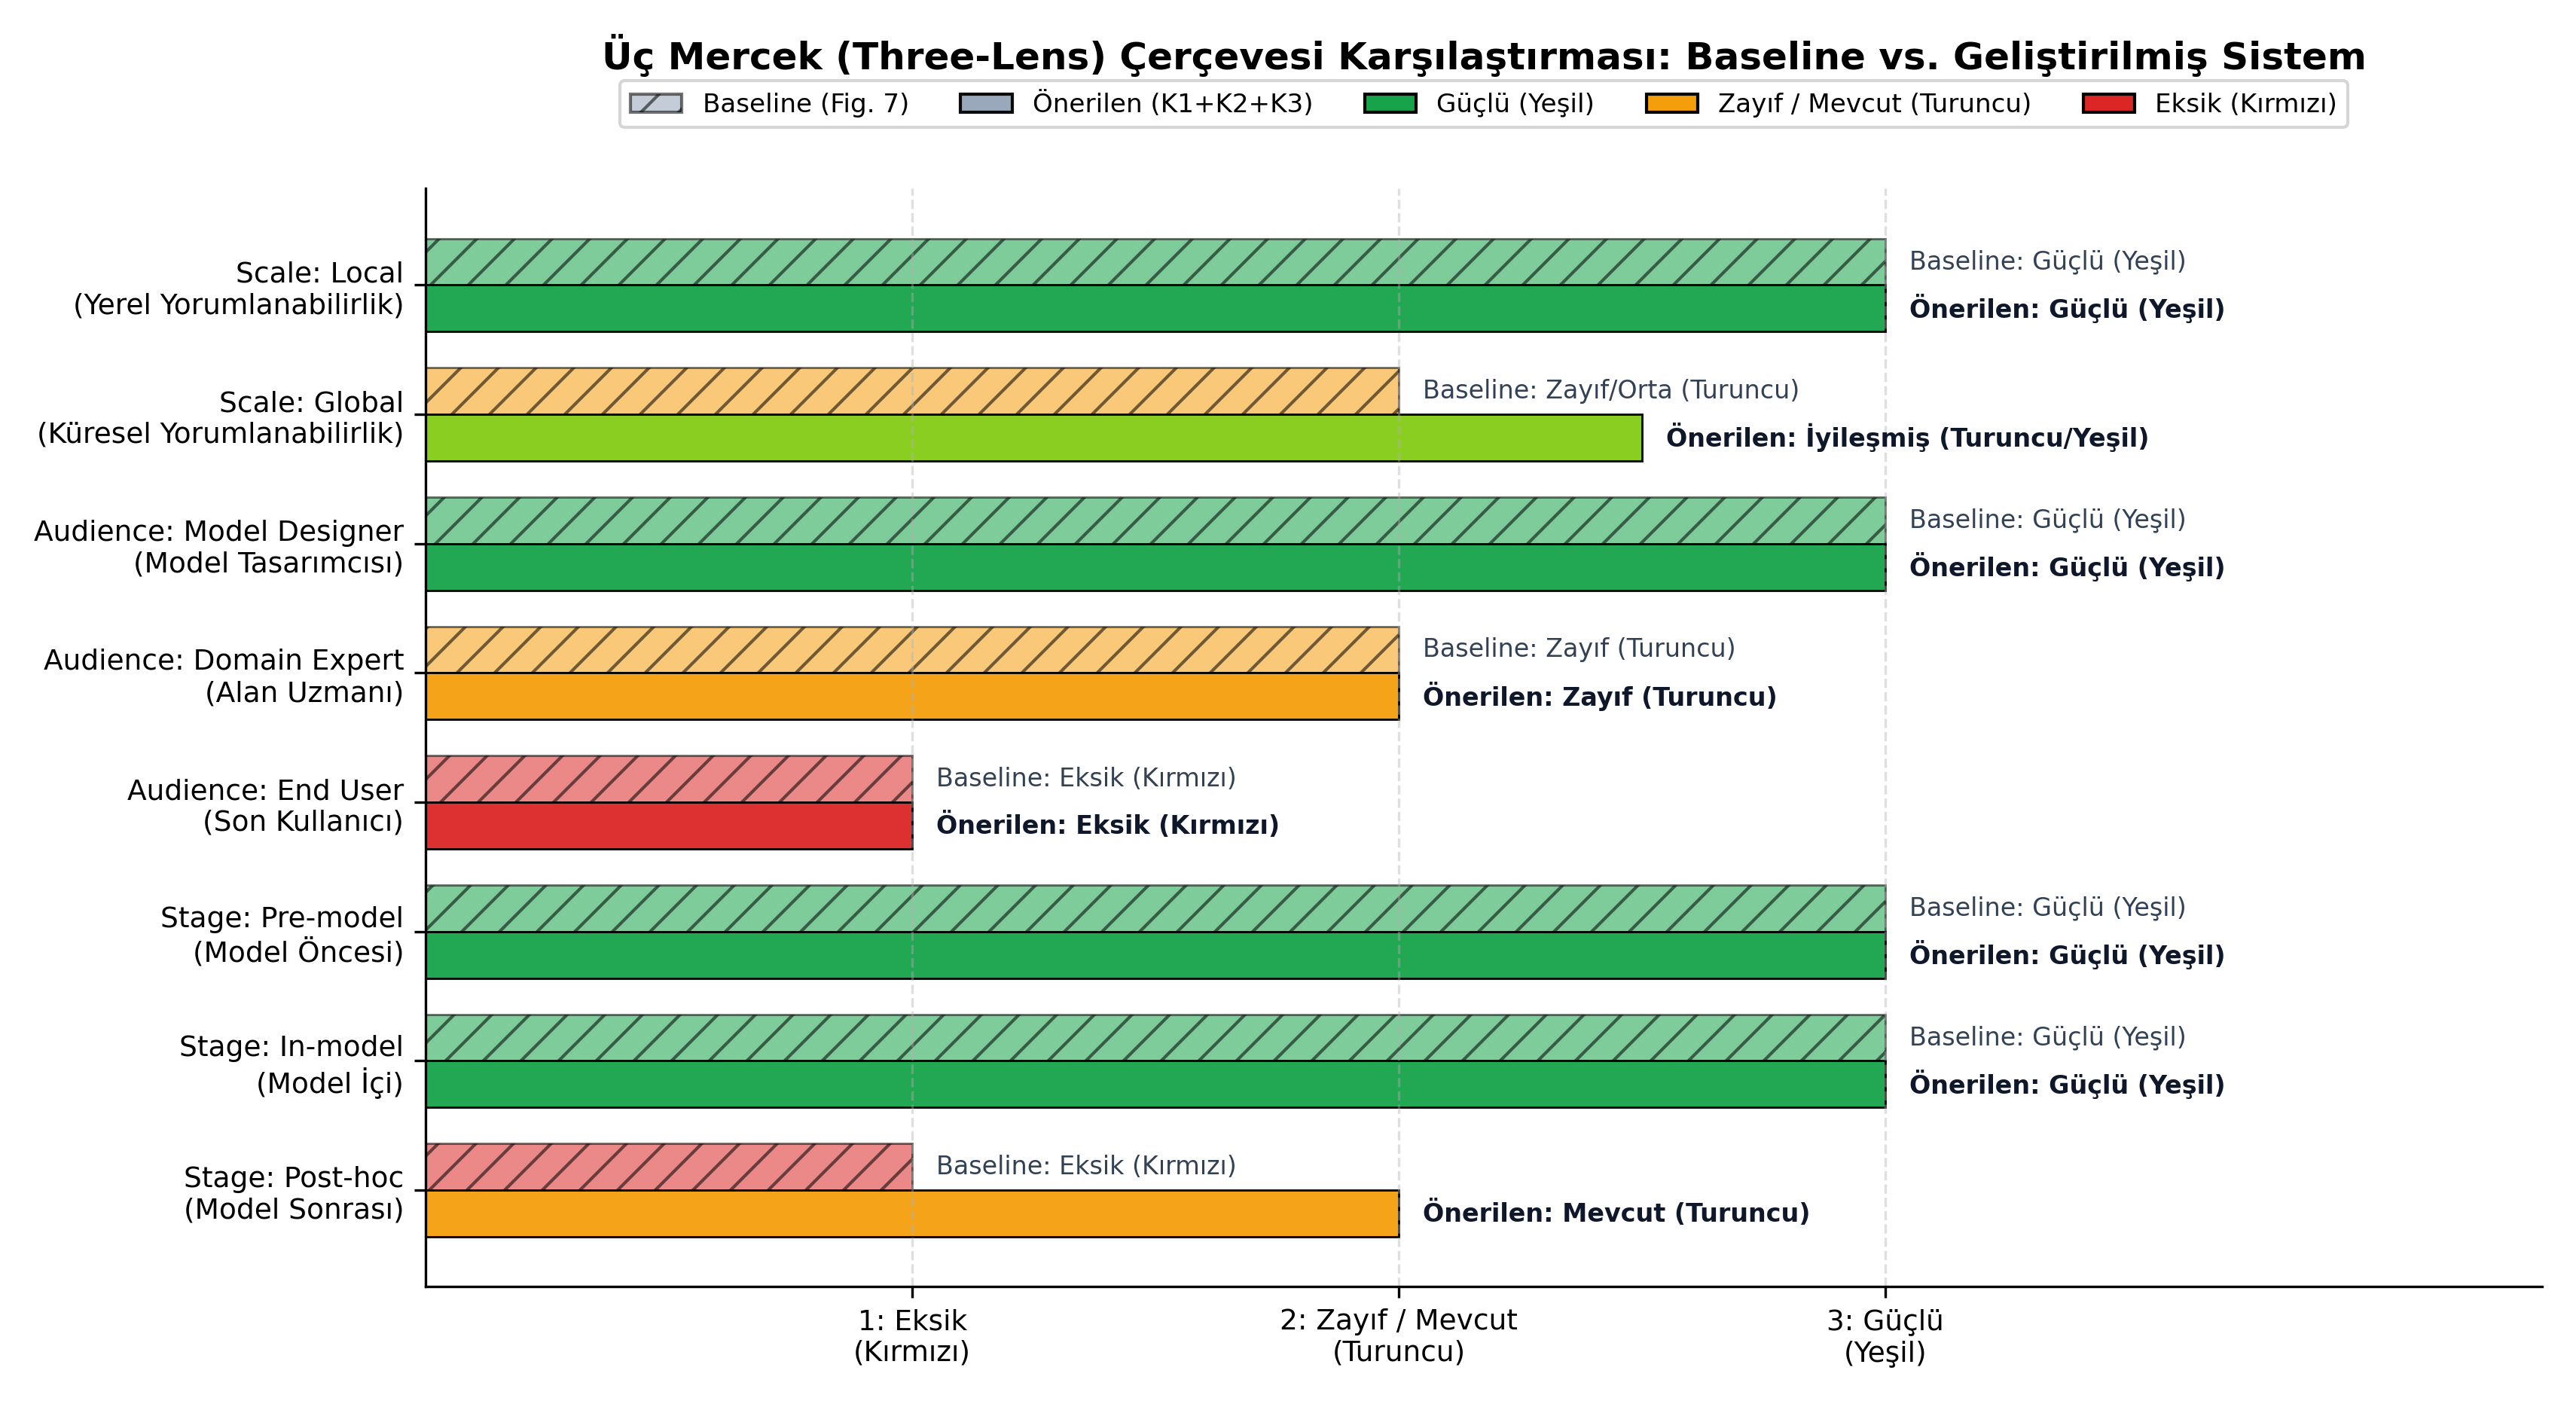 Üç Mercek (Three-Lens) Çerçevesi Karşılaştırması: Baseline vs. Geliştirilmiş Sistem
Baseline (Fig. 7) Önerilen (K1+K2+K3) Güçlü (Yeşil) Zayıf / Mevcut (Turuncu) Eksik (Kırmızı)
Scale: Local
(Yerel Yorumlanabilirlik)
Baseline: Güçlü (Yeşil)
Önerilen: Güçlü (Yeşil)
Scale: Global
(Küresel Yorumlanabilirlik)
Baseline: Zayıf/Orta (Turuncu)
Önerilen: İyileşmiş (Turuncu/Yeşil)
Audience: Model Designer
(Model Tasarımcısı)
Baseline: Güçlü (Yeşil)
Önerilen: Güçlü (Yeşil)
Audience: Domain Expert
(Alan Uzmanı)
Baseline: Zayıf (Turuncu)
Önerilen: Zayıf (Turuncu)
Audience: End User
(Son Kullanıcı)
Baseline: Eksik (Kırmızı)
Önerilen: Eksik (Kırmızı)
Stage: Pre-model
(Model Öncesi)
Baseline: Güçlü (Yeşil)
Önerilen: Güçlü (Yeşil)
Stage: In-model
(Model İçi)
Baseline: Güçlü (Yeşil)
Önerilen: Güçlü (Yeşil)
Stage: Post-hoc
(Model Sonrası)
Baseline: Eksik (Kırmızı)
Önerilen: Mevcut (Turuncu)
1: Eksik
(Kırmızı)
2: Zayıf / Mevcut
(Turuncu)
3: Güçlü
(Yeşil)